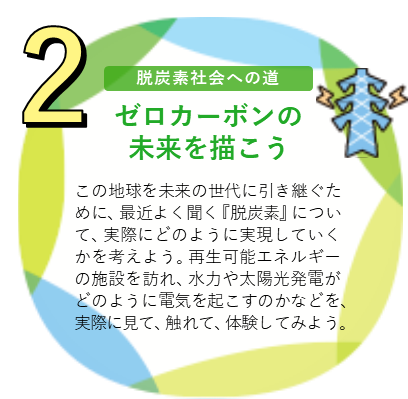 2
脱炭素社会への道
ゼロカーボンの
未来を描こう
この地球を未来の世代に引き継ぐた
めに、最近よく聞く『脱炭素』につい
て、実際にどのように実現していく
かを考えよう。再生可能エネルギー
の施設を訪れ、水力や太陽光発電が
どのように電気を起こすのかなどを、
実際に見て、触れて、体験してみよう。